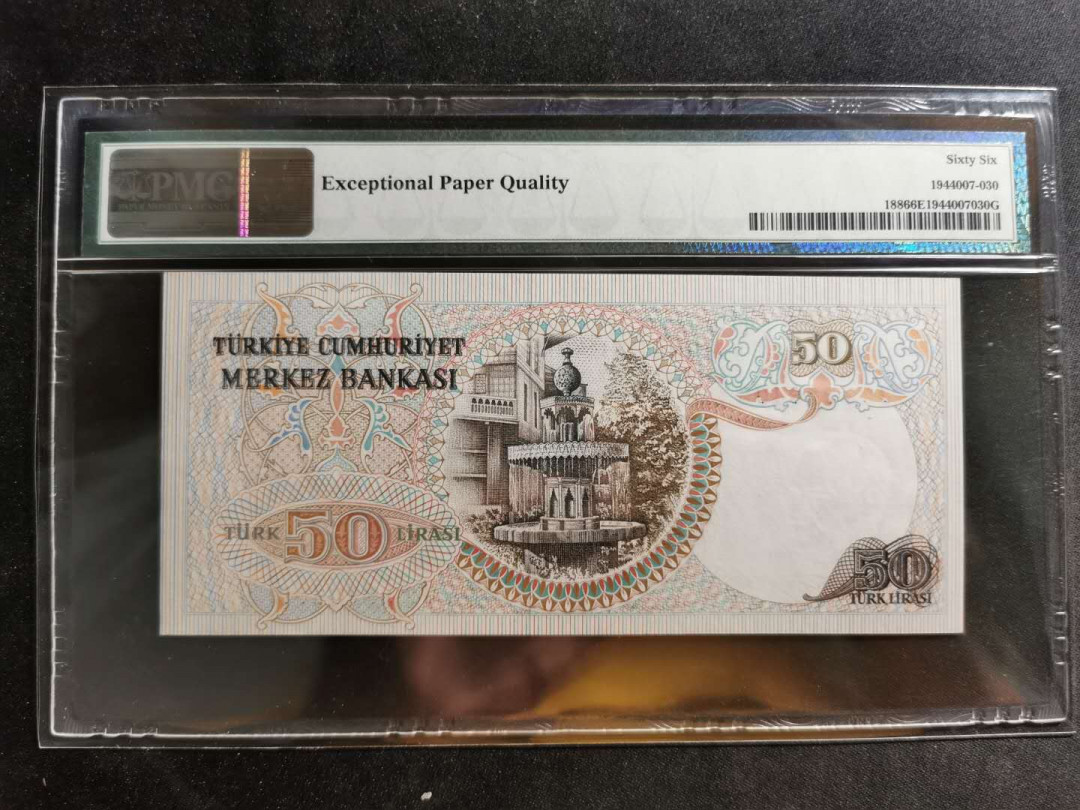 PMG
Exceptional Paper Quality
Sixty Six
1944007-030
18866E1944007030G
TÜRKİYE CUMHURİYET
MERKEZ BANKASI
50
TÜRK 50 LİRASI
50
TÜRK LİRASI